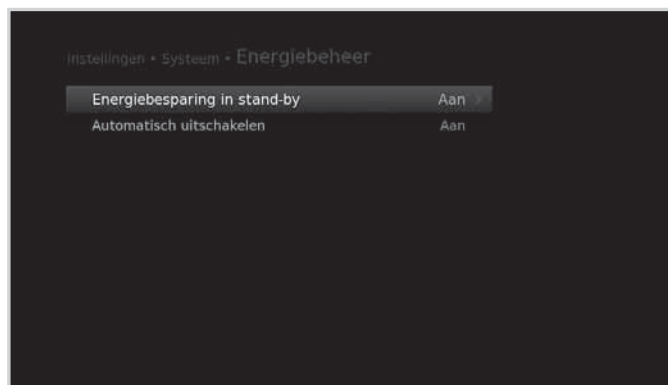 Instellingen • Systeem • Energiebeheer
Energiebesparing in stand-by Aan >
Automatisch uitschakelen Aan